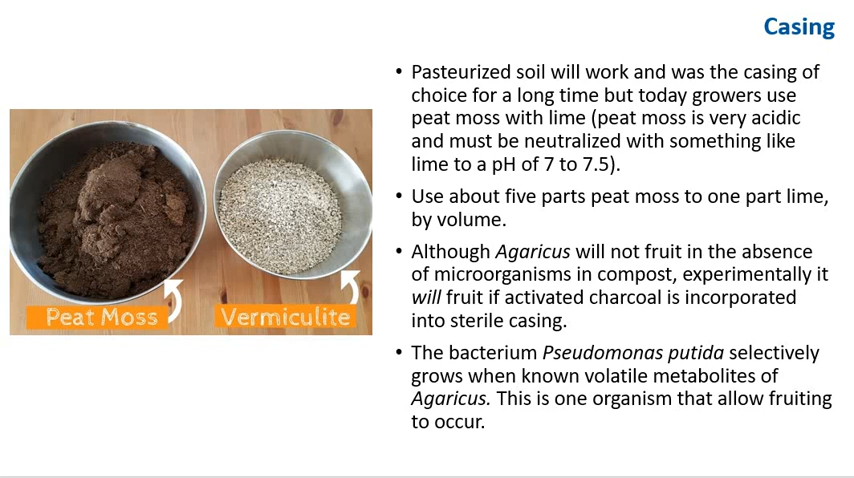 Casing
• Pasteurized soil will work and was the casing of
choice for a long time but today growers use
peat moss with lime (peat moss is very acidic
and must be neutralized with something like
lime to a pH of 7 to 7.5).
• Use about five parts peat moss to one part lime,
by volume.
• Although Agaricus will not fruit in the absence
of microorganisms in compost, experimentally it
will fruit if activated charcoal is incorporated
into sterile casing.
• The bacterium Pseudomonas putida selectively
grows when known volatile metabolites of
Agaricus. This is one organism that allow fruiting
to occur.
Peat Moss
Vermiculite